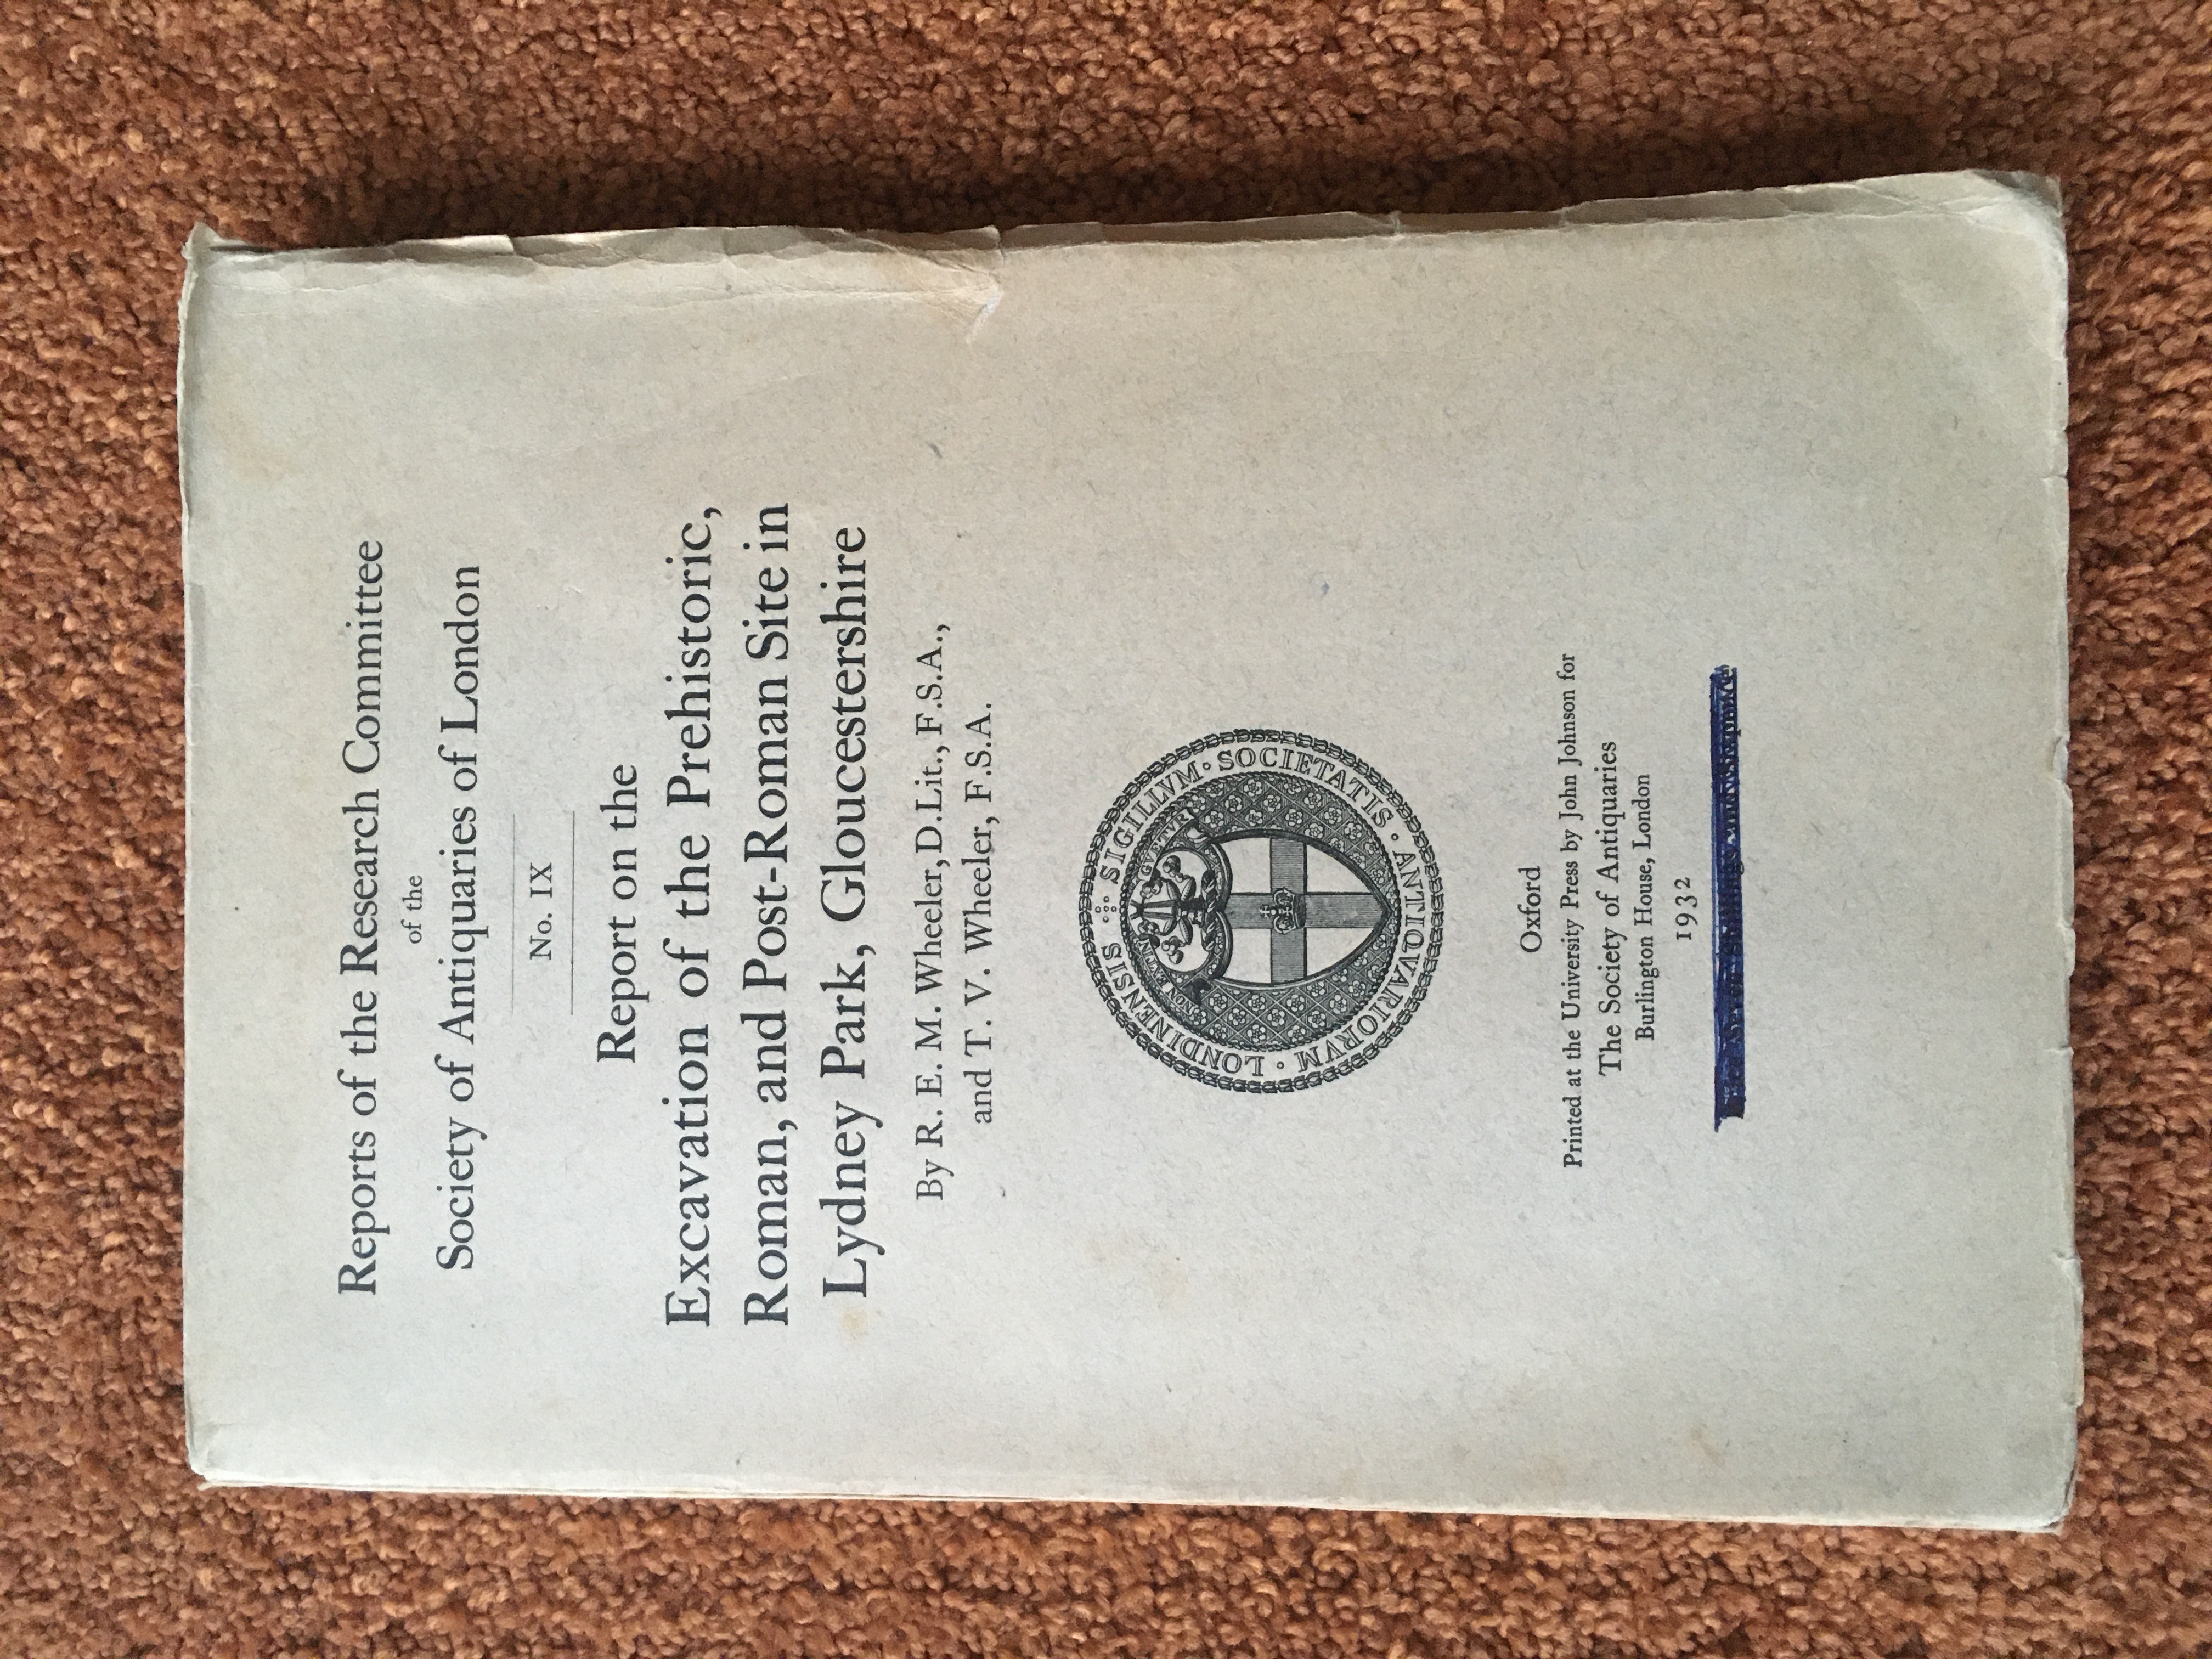 Reports of the Research Committee
of the
Society of Antiquaries of London
No. IX
Report on the
Excavation of the Prehistoric,
Roman, and Post-Roman Site in
Lydney Park, Gloucestershire
By R. E. M. Wheeler, D.Lit., F.S.A.,
and T. V. Wheeler, F.S.A.
SIGILLVM · SOCIETATIS · ANTIQVARIORVM · LONDINENSIS
NON EXTINGVETVR
Oxford
Printed at the University Press by John Johnson for
The Society of Antiquaries
Burlington House, London
1932